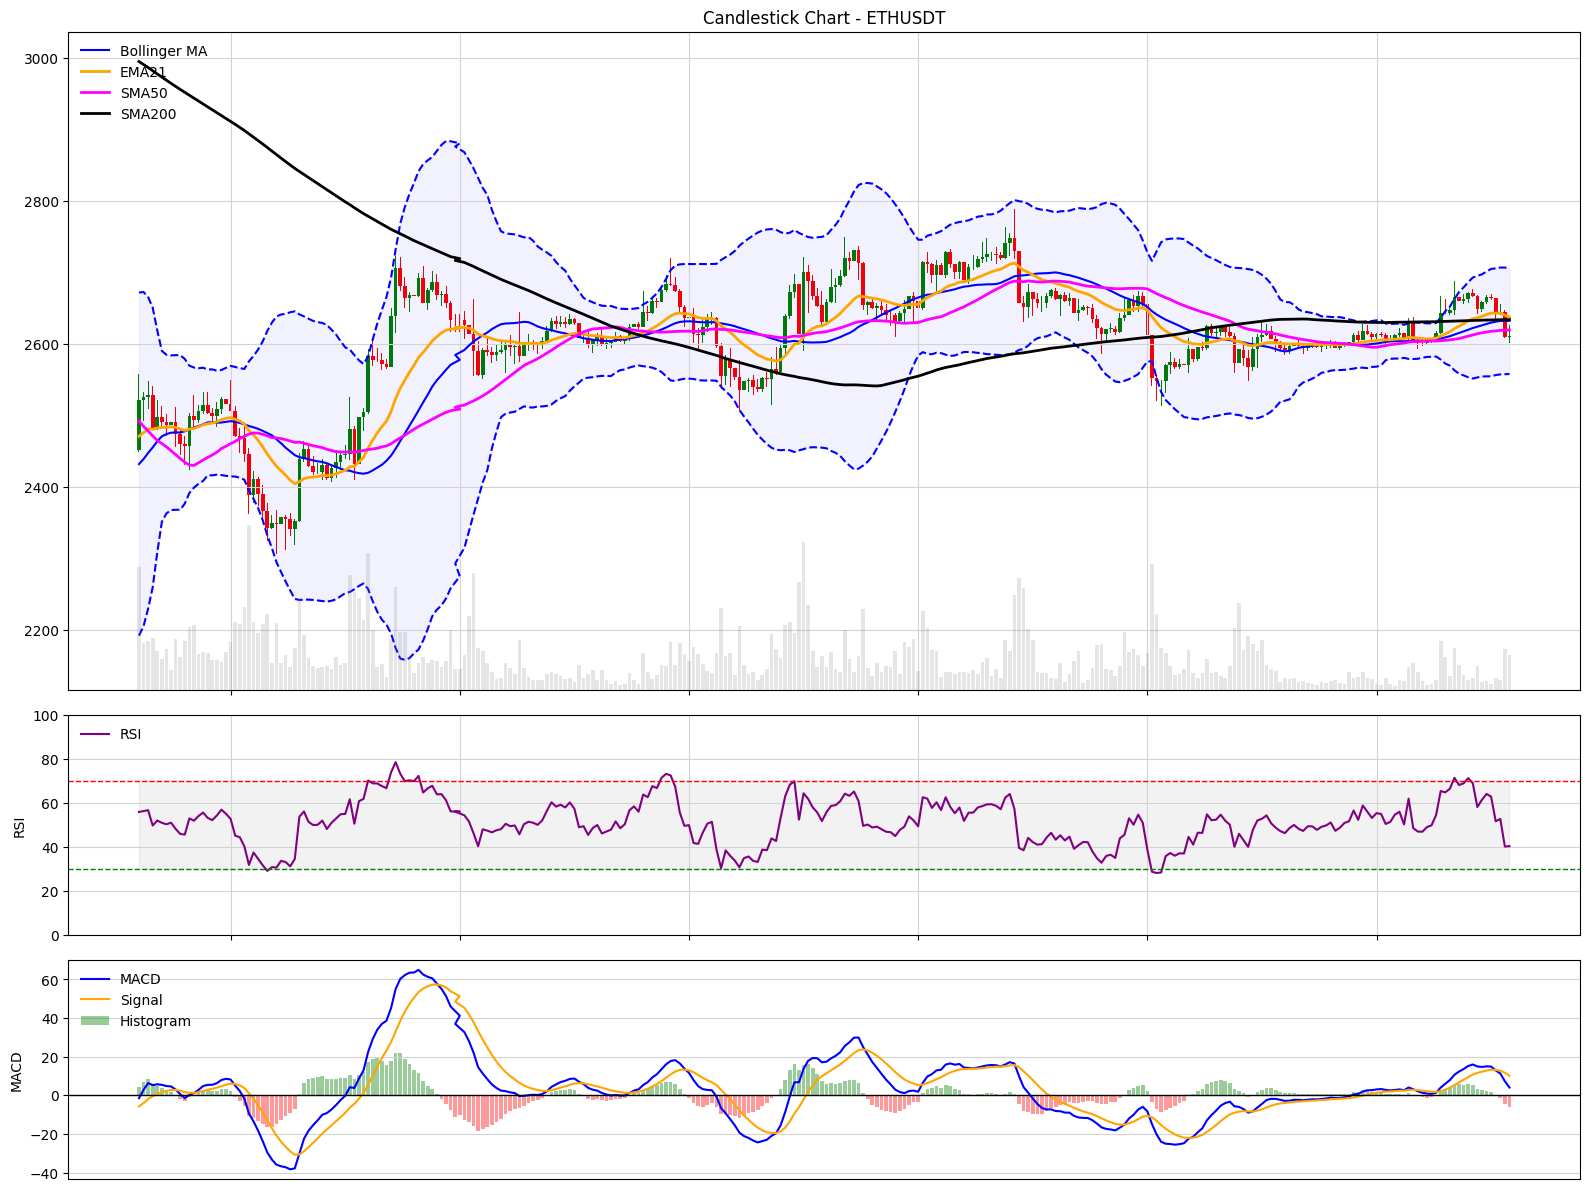 Candlestick Chart - ETHUSDT
Bollinger MA
EMA21
SMA50
SMA200
3000
2800
2600
2400
2200
RSI
RSI
100
80
60
40
20
0
MACD
Signal
Histogram
MACD
60
40
20
0
−20
−40